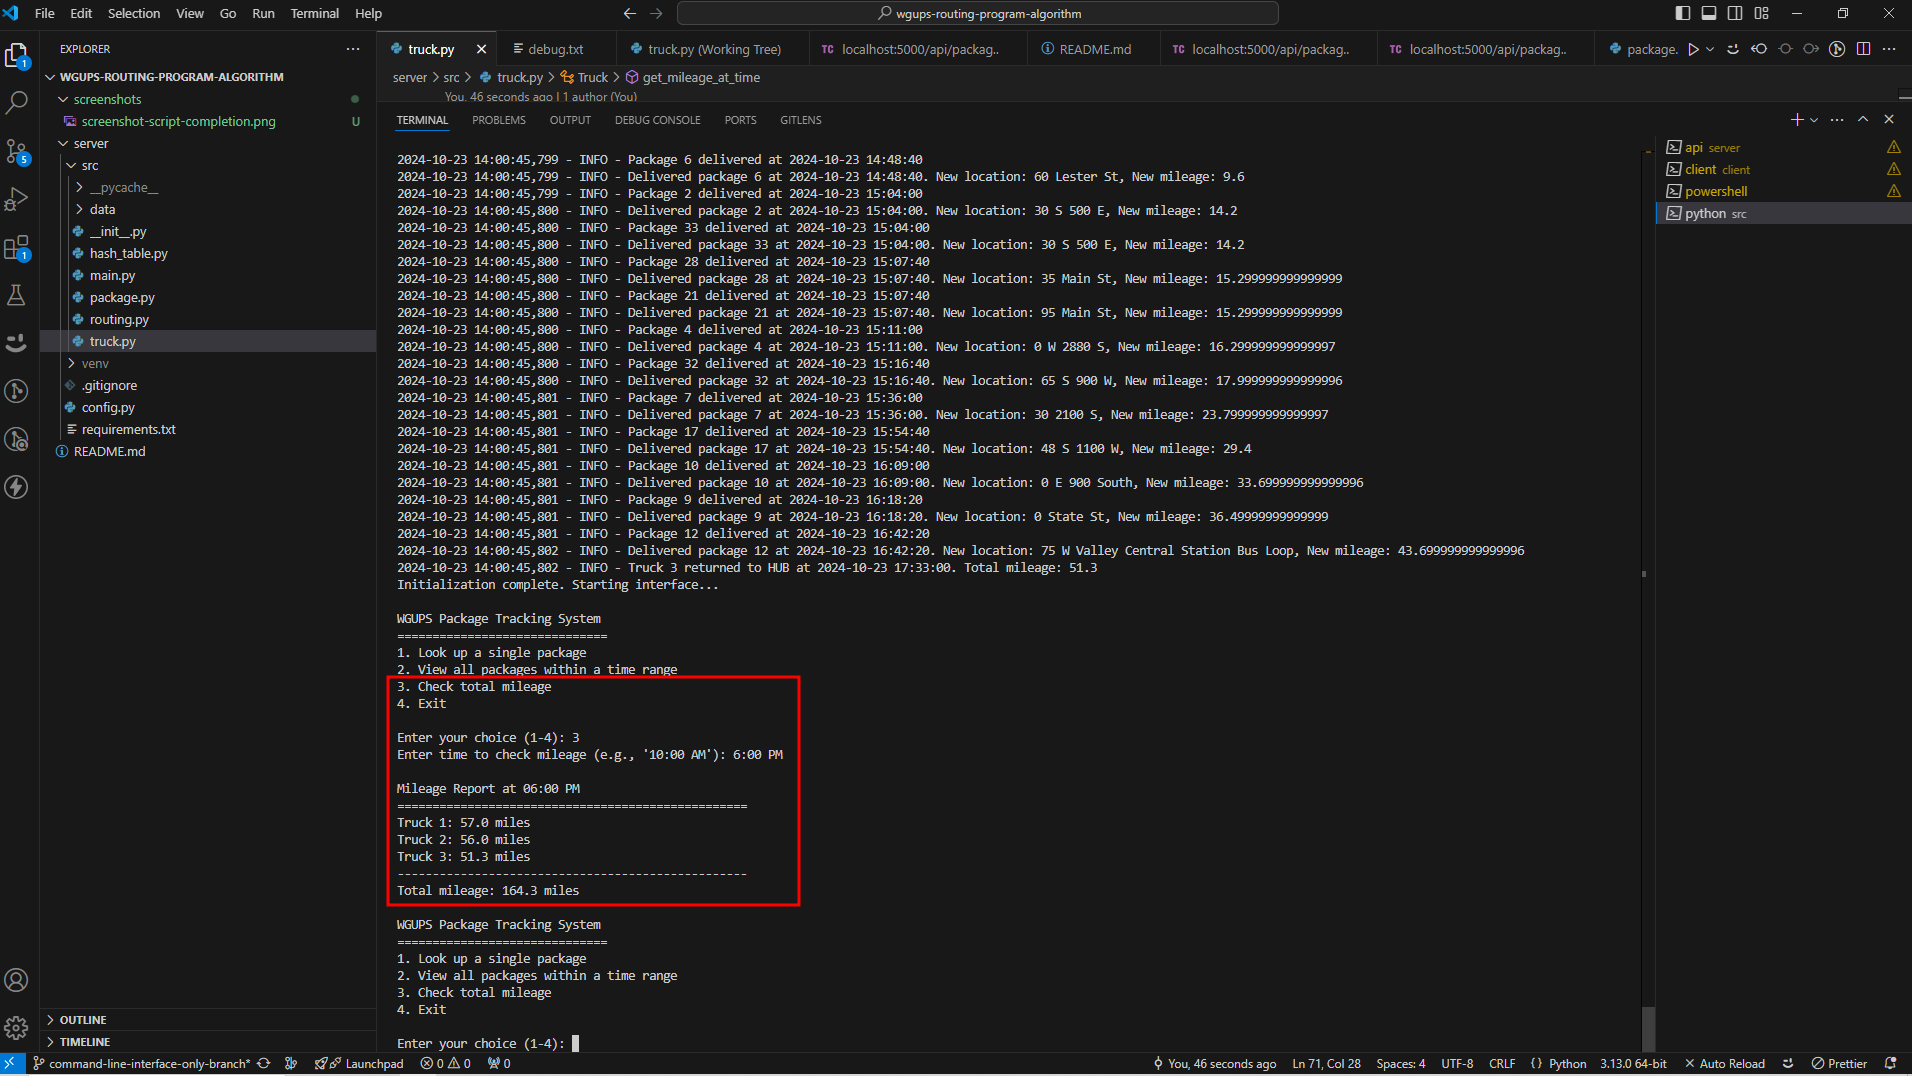 File Edit Selection View Go Run Terminal Help
wgups-routing-program-algorithm
EXPLORER
WGUPS-ROUTING-PROGRAM-ALGORITHM
screenshots
screenshot-script-completion.png U
server
src
__pycache__
data
__init__.py
hash_table.py
main.py
package.py
routing.py
truck.py
venv
.gitignore
config.py
requirements.txt
README.md
OUTLINE
TIMELINE
truck.py debug.txt truck.py (Working Tree) TC localhost:5000/api/packag.. README.md TC localhost:5000/api/packag.. TC localhost:5000/api/packag.. package.
server > src > truck.py > Truck > get_mileage_at_time
You, 46 seconds ago | 1 author (You)
TERMINAL PROBLEMS OUTPUT DEBUG CONSOLE PORTS GITLENS
2024-10-23 14:00:45,799 - INFO - Package 6 delivered at 2024-10-23 14:48:40
2024-10-23 14:00:45,799 - INFO - Delivered package 6 at 2024-10-23 14:48:40. New location: 60 Lester St, New mileage: 9.6
2024-10-23 14:00:45,799 - INFO - Package 2 delivered at 2024-10-23 15:04:00
2024-10-23 14:00:45,800 - INFO - Delivered package 2 at 2024-10-23 15:04:00. New location: 30 S 500 E, New mileage: 14.2
2024-10-23 14:00:45,800 - INFO - Package 33 delivered at 2024-10-23 15:04:00
2024-10-23 14:00:45,800 - INFO - Delivered package 33 at 2024-10-23 15:04:00. New location: 30 S 500 E, New mileage: 14.2
2024-10-23 14:00:45,800 - INFO - Package 28 delivered at 2024-10-23 15:07:40
2024-10-23 14:00:45,800 - INFO - Delivered package 28 at 2024-10-23 15:07:40. New location: 35 Main St, New mileage: 15.299999999999999
2024-10-23 14:00:45,800 - INFO - Package 21 delivered at 2024-10-23 15:07:40
2024-10-23 14:00:45,800 - INFO - Delivered package 21 at 2024-10-23 15:07:40. New location: 95 Main St, New mileage: 15.299999999999999
2024-10-23 14:00:45,800 - INFO - Package 4 delivered at 2024-10-23 15:11:00
2024-10-23 14:00:45,800 - INFO - Delivered package 4 at 2024-10-23 15:11:00. New location: 0 W 2880 S, New mileage: 16.299999999999997
2024-10-23 14:00:45,800 - INFO - Package 32 delivered at 2024-10-23 15:16:40
2024-10-23 14:00:45,800 - INFO - Delivered package 32 at 2024-10-23 15:16:40. New location: 65 S 900 W, New mileage: 17.999999999999996
2024-10-23 14:00:45,801 - INFO - Package 7 delivered at 2024-10-23 15:36:00
2024-10-23 14:00:45,801 - INFO - Delivered package 7 at 2024-10-23 15:36:00. New location: 30 2100 S, New mileage: 23.799999999999997
2024-10-23 14:00:45,801 - INFO - Package 17 delivered at 2024-10-23 15:54:40
2024-10-23 14:00:45,801 - INFO - Delivered package 17 at 2024-10-23 15:54:40. New location: 48 S 1100 W, New mileage: 29.4
2024-10-23 14:00:45,801 - INFO - Package 10 delivered at 2024-10-23 16:09:00
2024-10-23 14:00:45,801 - INFO - Delivered package 10 at 2024-10-23 16:09:00. New location: 0 E 900 South, New mileage: 33.699999999999996
2024-10-23 14:00:45,801 - INFO - Package 9 delivered at 2024-10-23 16:18:20
2024-10-23 14:00:45,801 - INFO - Delivered package 9 at 2024-10-23 16:18:20. New location: 0 State St, New mileage: 36.49999999999999
2024-10-23 14:00:45,801 - INFO - Package 12 delivered at 2024-10-23 16:42:20
2024-10-23 14:00:45,802 - INFO - Delivered package 12 at 2024-10-23 16:42:20. New location: 75 W Valley Central Station Bus Loop, New mileage: 43.699999999999996
2024-10-23 14:00:45,802 - INFO - Truck 3 returned to HUB at 2024-10-23 17:33:00. Total mileage: 51.3
Initialization complete. Starting interface...
WGUPS Package Tracking System
==============================
1. Look up a single package
2. View all packages within a time range
3. Check total mileage
4. Exit
Enter your choice (1-4): 3
Enter time to check mileage (e.g., '10:00 AM'): 6:00 PM
Mileage Report at 06:00 PM
==================================================
Truck 1: 57.0 miles
Truck 2: 56.0 miles
Truck 3: 51.3 miles
--------------------------------------------------
Total mileage: 164.3 miles
WGUPS Package Tracking System
==============================
1. Look up a single package
2. View all packages within a time range
3. Check total mileage
4. Exit
Enter your choice (1-4):
api server
client client
powershell
python src
command-line-interface-only-branch* Launchpad 0 0 0 You, 46 seconds ago Ln 71, Col 28 Spaces: 4 UTF-8 CRLF Python 3.13.0 64-bit Auto Reload Prettier